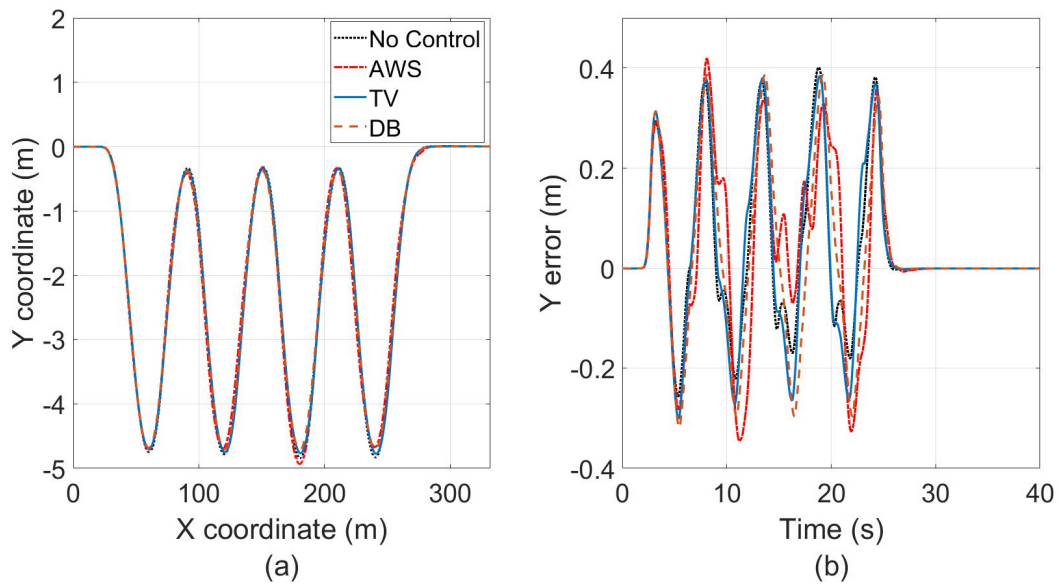 2
1
0
-1
-2
-3
-4
-5
0
100
200
300
Y coordinate (m)
X coordinate (m)
(a)
No Control
AWS
TV
DB
0.4
0.2
0
-0.2
-0.4
0
10
20
30
40
Y error (m)
Time (s)
(b)